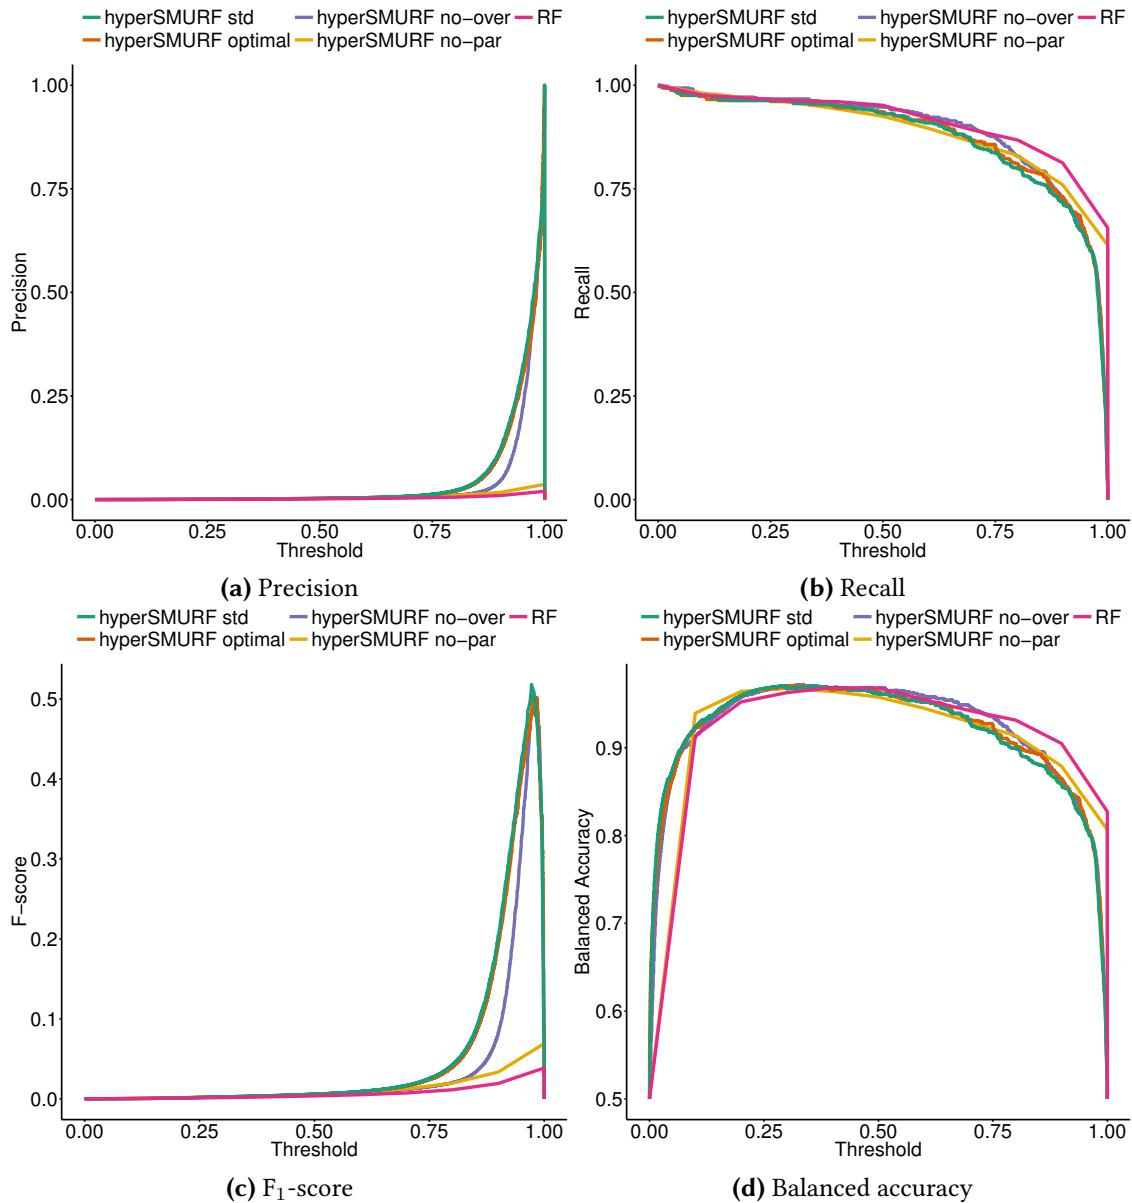 hyperSMURF std hyperSMURF no−over RF
hyperSMURF optimal hyperSMURF no−par
1.00
0.75
0.50
0.25
0.00
Precision
0.00 0.25 0.50 0.75 1.00
Threshold
(a) Precision
hyperSMURF std hyperSMURF no−over RF
hyperSMURF optimal hyperSMURF no−par
1.00
0.75
0.50
0.25
0.00
Recall
0.00 0.25 0.50 0.75 1.00
Threshold
(b) Recall
hyperSMURF std hyperSMURF no−over RF
hyperSMURF optimal hyperSMURF no−par
0.5
0.4
0.3
0.2
0.1
0.0
F−score
0.00 0.25 0.50 0.75 1.00
Threshold
(c) F₁-score
hyperSMURF std hyperSMURF no−over RF
hyperSMURF optimal hyperSMURF no−par
0.9
0.8
0.7
0.6
0.5
Balanced Accuracy
0.00 0.25 0.50 0.75 1.00
Threshold
(d) Balanced accuracy